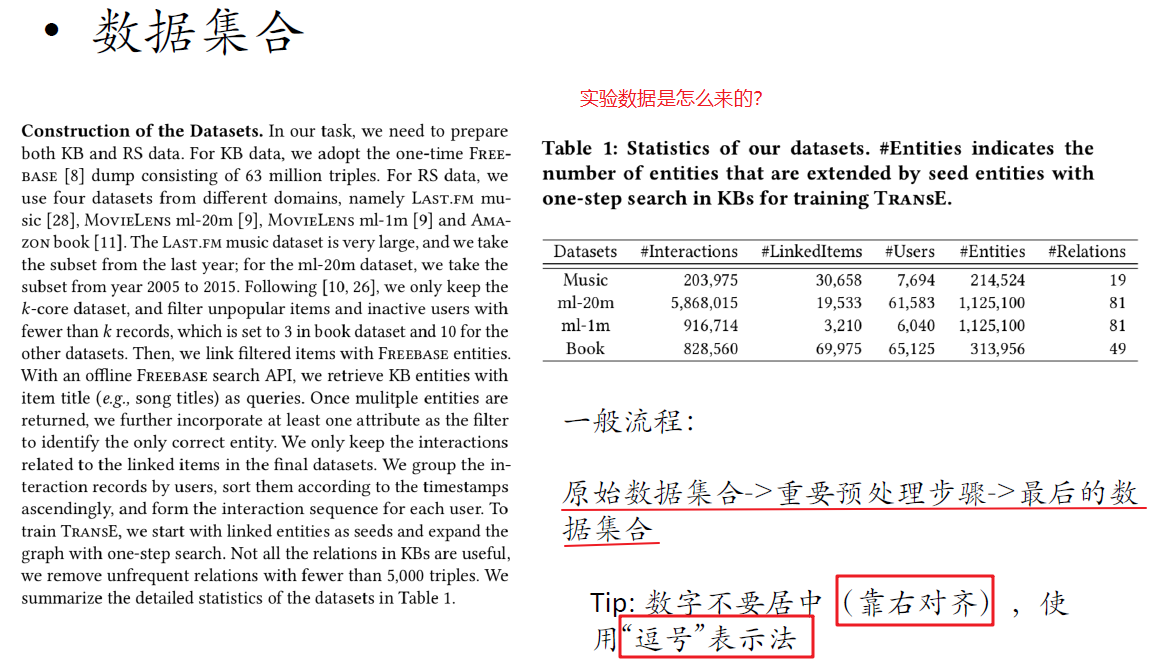 • 数据集合
实验数据是怎么来的?
Construction of the Datasets. In our task, we need to prepare
both KB and RS data. For KB data, we adopt the one-time FREE-
BASE [8] dump consisting of 63 million triples. For RS data, we
use four datasets from different domains, namely LAST.FM mu-
sic [28], MOVIELENS ml-20m [9], MOVIELENS ml-1m [9] and AMA-
ZON book [11]. The LAST.FM music dataset is very large, and we take
the subset from the last year; for the ml-20m dataset, we take the
subset from year 2005 to 2015. Following [10, 26], we only keep the
k-core dataset, and filter unpopular items and inactive users with
fewer than k records, which is set to 3 in book dataset and 10 for the
other datasets. Then, we link filtered items with FREEBASE entities.
With an offline FREEBASE search API, we retrieve KB entities with
item title (e.g., song titles) as queries. Once mulitple entities are
returned, we further incorporate at least one attribute as the filter
to identify the only correct entity. We only keep the interactions
related to the linked items in the final datasets. We group the in-
teraction records by users, sort them according to the timestamps
ascendingly, and form the interaction sequence for each user. To
train TRANSE, we start with linked entities as seeds and expand the
graph with one-step search. Not all the relations in KBs are useful,
we remove unfrequent relations with fewer than 5,000 triples. We
summarize the detailed statistics of the datasets in Table 1.
Table 1: Statistics of our datasets. #Entities indicates the
number of entities that are extended by seed entities with
one-step search in KBs for training TRANSE.
Datasets #Interactions #LinkedItems #Users #Entities #Relations
Music 203,975 30,658 7,694 214,524 19
ml-20m 5,868,015 19,533 61,583 1,125,100 81
ml-1m 916,714 3,210 6,040 1,125,100 81
Book 828,560 69,975 65,125 313,956 49
一般流程：
原始数据集合->重要预处理步骤->最后的数
据集合
Tip: 数字不要居中（靠右对齐），使
用“逗号”表示法